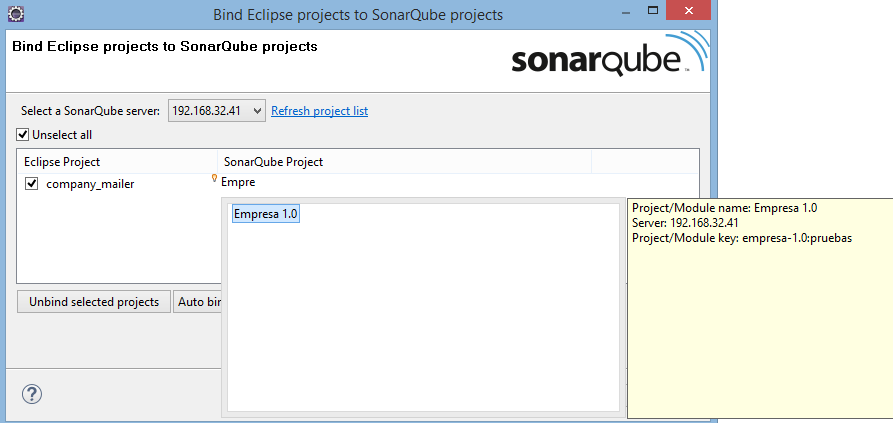 Bind Eclipse projects to SonarQube projects
Bind Eclipse projects to SonarQube projects
sonarqube
Select a SonarQube server: 192.168.32.41 Refresh project list
Unselect all
Eclipse Project SonarQube Project
company_mailer Empre
Empresa 1.0
Project/Module name: Empresa 1.0
Server: 192.168.32.41
Project/Module key: empresa-1.0:pruebas
Unbind selected projects Auto bin